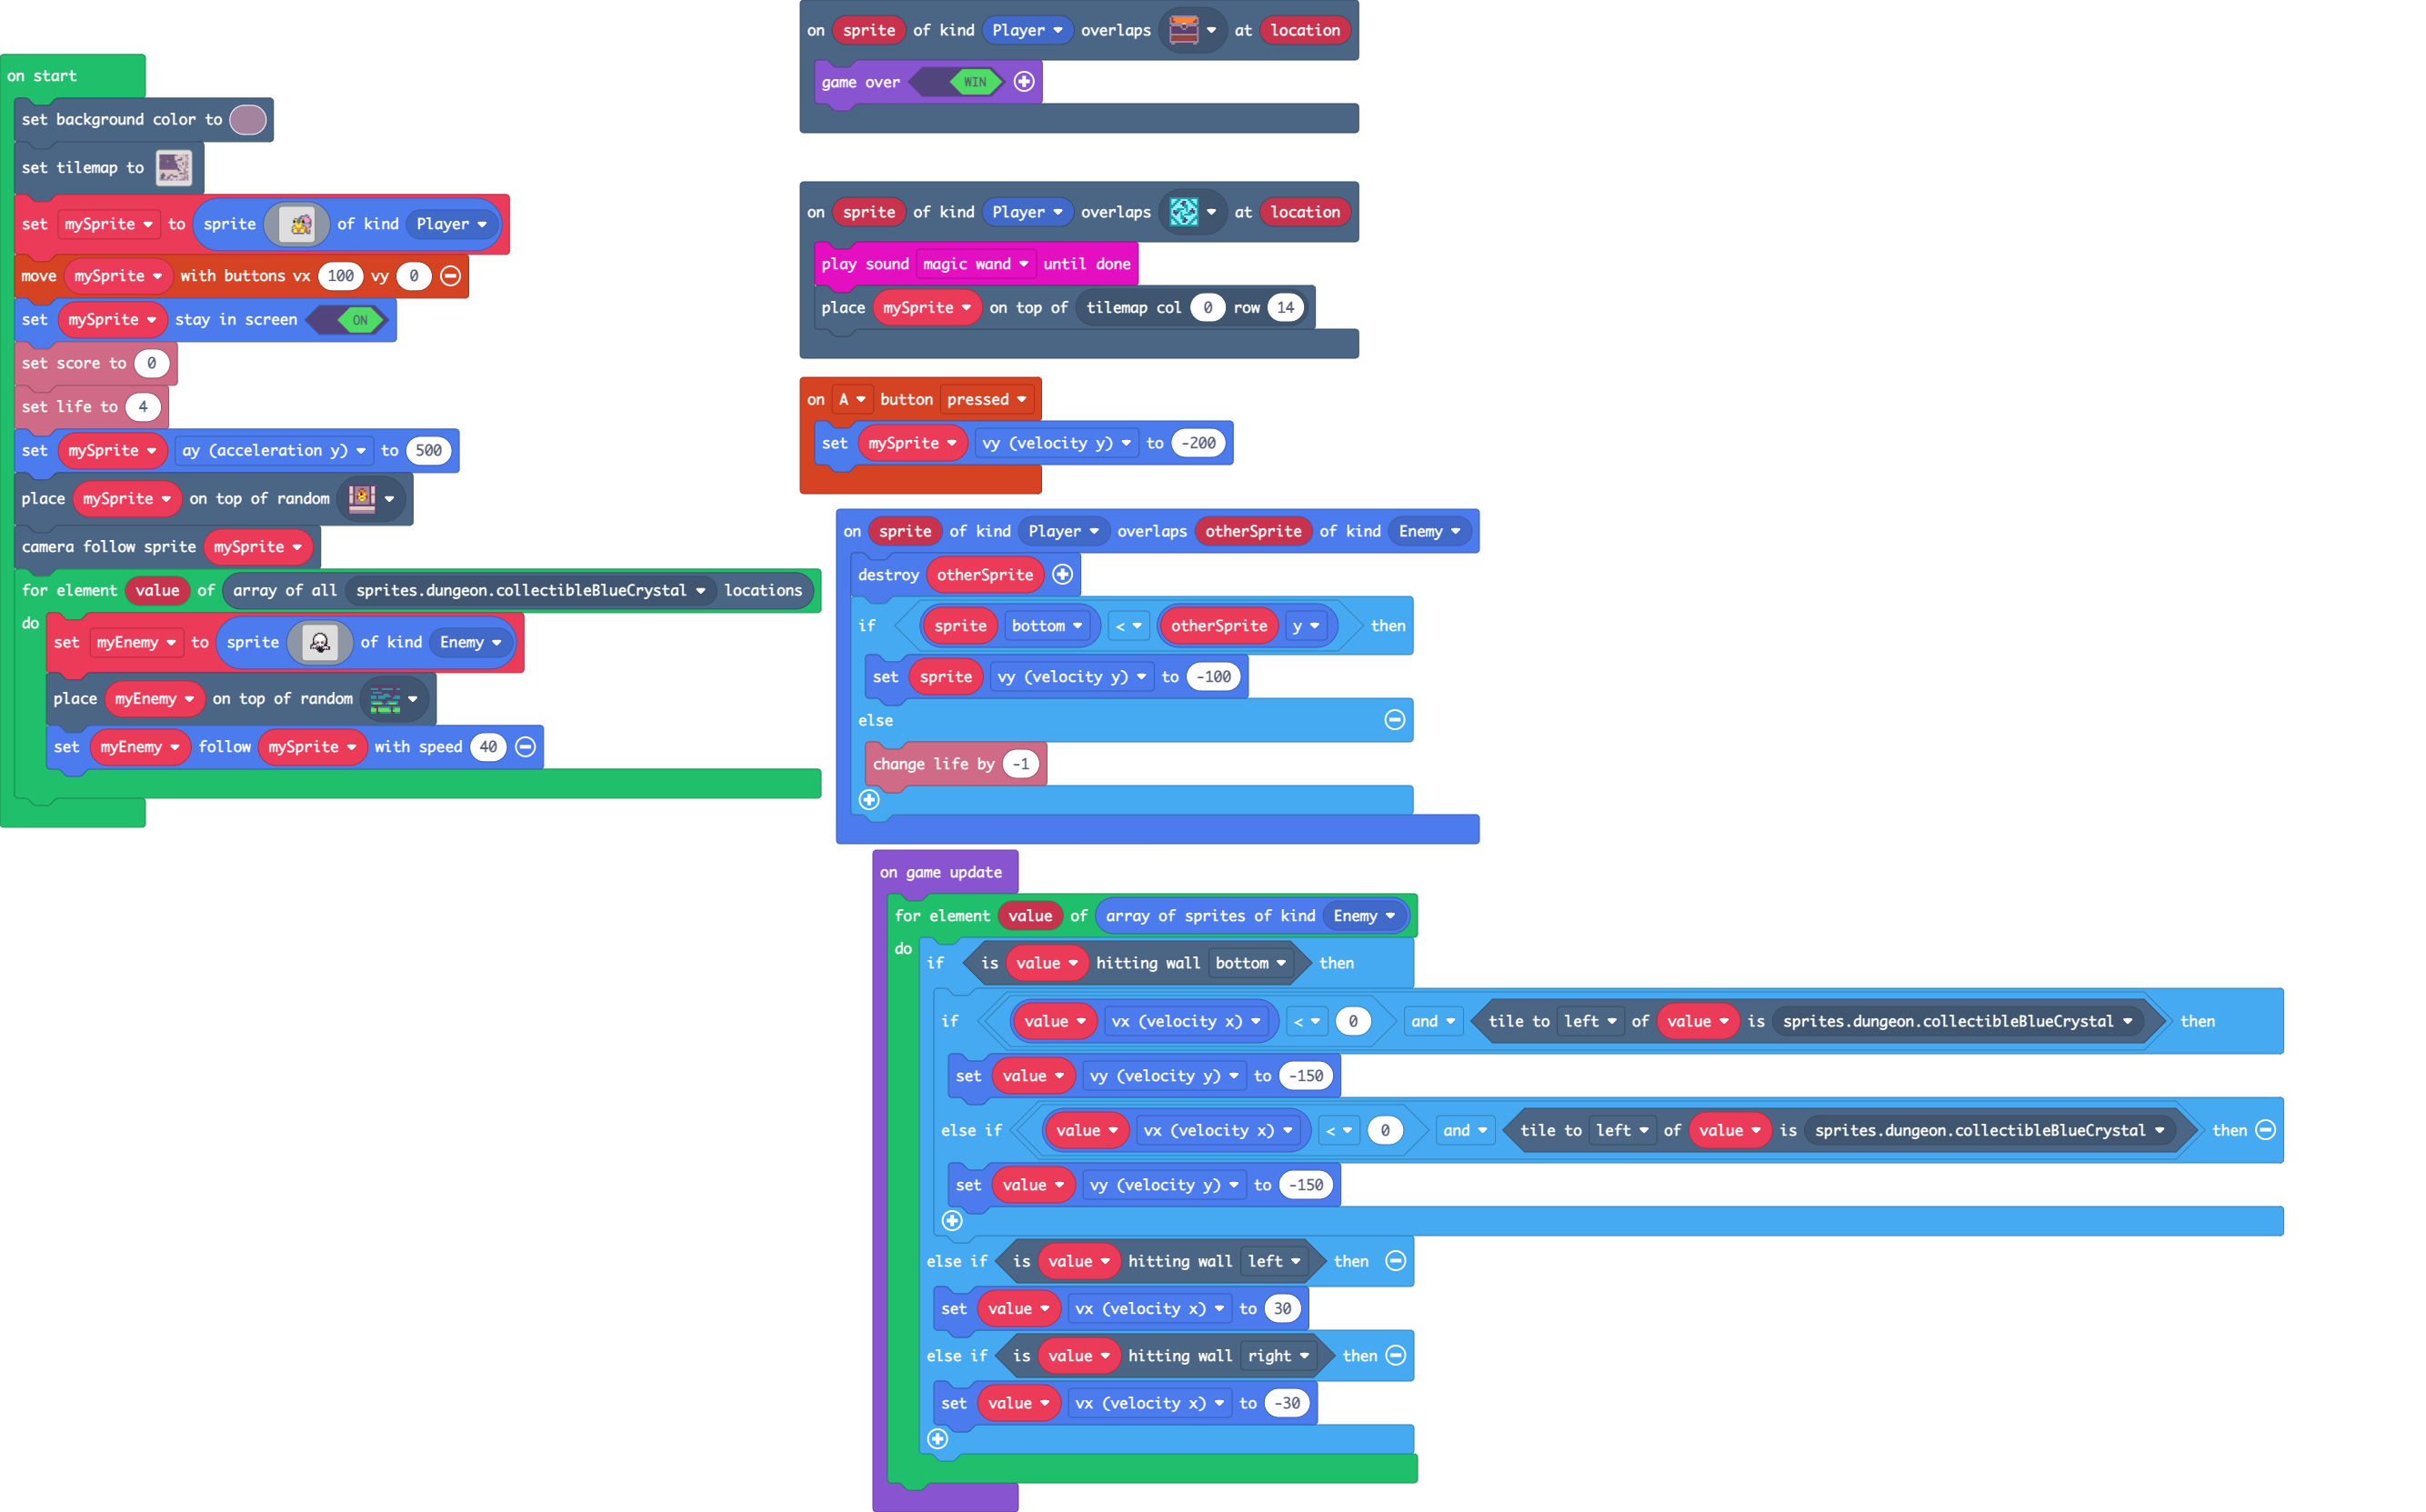 on start
set background color to
set tilemap to
set mySprite to sprite of kind Player
move mySprite with buttons vx 100 vy 0
set mySprite stay in screen ON
set score to 0
set life to 4
set mySprite ay (acceleration y) to 500
place mySprite on top of random
camera follow sprite mySprite
for element value of array of all sprites.dungeon.collectibleBlueCrystal locations
do
set myEnemy to sprite of kind Enemy
place myEnemy on top of random
set myEnemy follow mySprite with speed 40
on sprite of kind Player overlaps at location
game over WIN
on sprite of kind Player overlaps at location
play sound magic wand until done
place mySprite on top of tilemap col 0 row 14
on A button pressed
set mySprite vy (velocity y) to -200
on sprite of kind Player overlaps otherSprite of kind Enemy
destroy otherSprite
if sprite bottom < otherSprite y then
set sprite vy (velocity y) to -100
else
change life by -1
on game update
for element value of array of sprites of kind Enemy
do
if is value hitting wall bottom then
if value vx (velocity x) < 0 and tile to left of value is sprites.dungeon.collectibleBlueCrystal then
set value vy (velocity y) to -150
else if value vx (velocity x) < 0 and tile to left of value is sprites.dungeon.collectibleBlueCrystal then
set value vy (velocity y) to -150
else if is value hitting wall left then
set value vx (velocity x) to 30
else if is value hitting wall right then
set value vx (velocity x) to -30